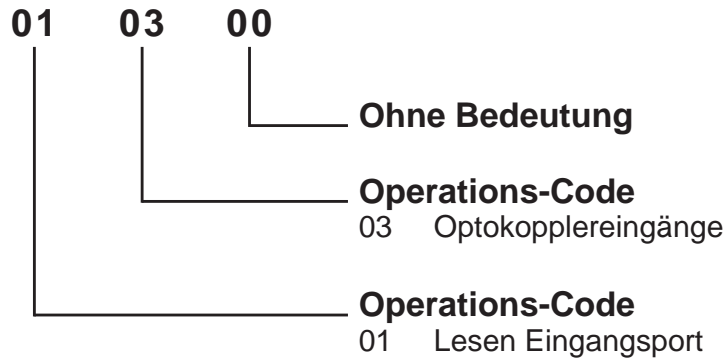 01 03 00
Ohne Bedeutung
Operations-Code
03 Optokopplereingänge
Operations-Code
01 Lesen Eingangsport